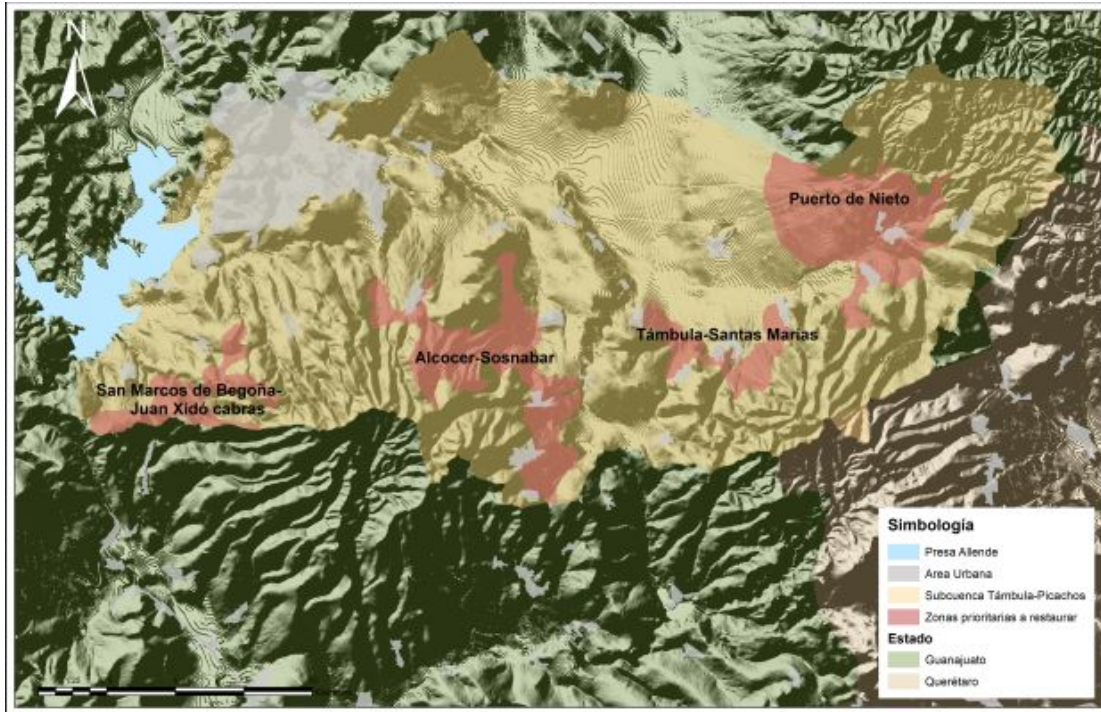 N
Puerto de Nieto
Támbula-Santas Marías
Alcocer-Sosnabar
San Marcos de Begoña-
Juan Xidó cabras
Simbología
Presa Allende
Area Urbana
Subcuenca Támbula-Picachos
Zonas prioritarias a restaurar
Estado
Guanajuato
Querétaro